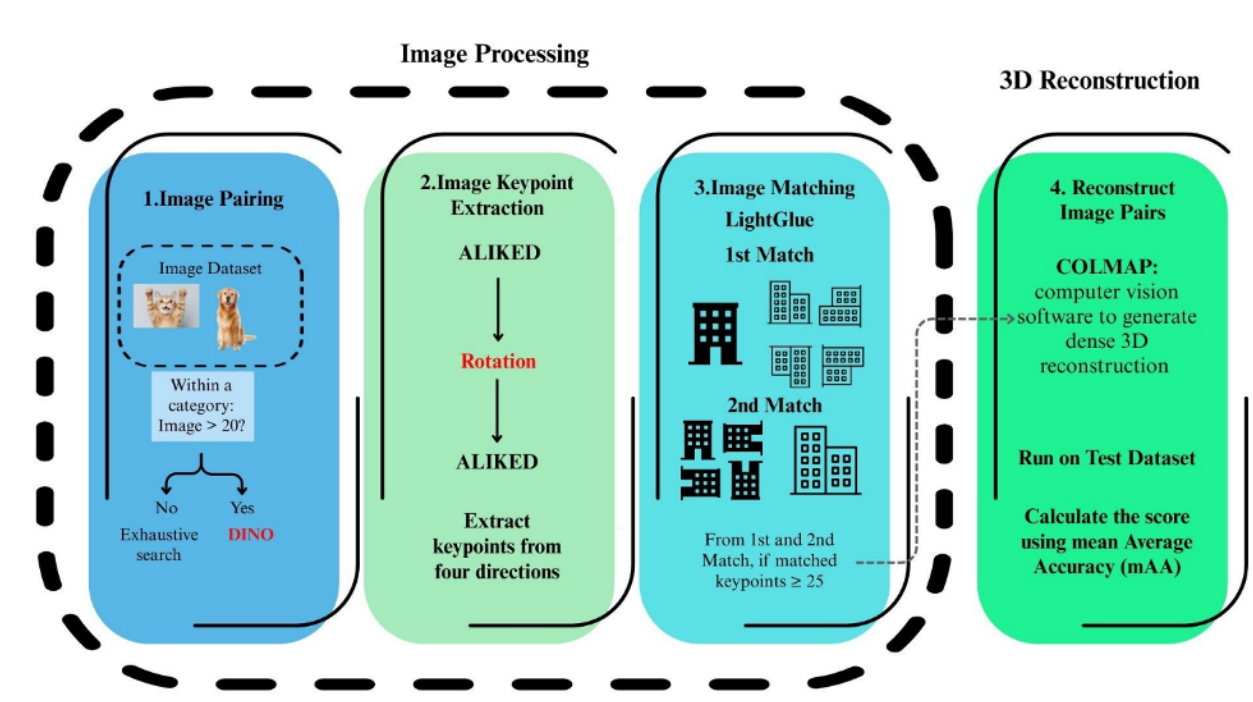 Image Processing
3D Reconstruction
1.Image Pairing
Image Dataset
Within a
category:
Image > 20?
No
Yes
Exhaustive
search
DINO
2.Image Keypoint
Extraction
ALIKED
Rotation
ALIKED
Extract
keypoints from
four directions
3.Image Matching
LightGlue
1st Match
2nd Match
From 1st and 2nd
Match, if matched
keypoints ≥ 25
4. Reconstruct
Image Pairs
COLMAP:
computer vision
software to generate
dense 3D
reconstruction
Run on Test Dataset
Calculate the score
using mean Average
Accuracy (mAA)